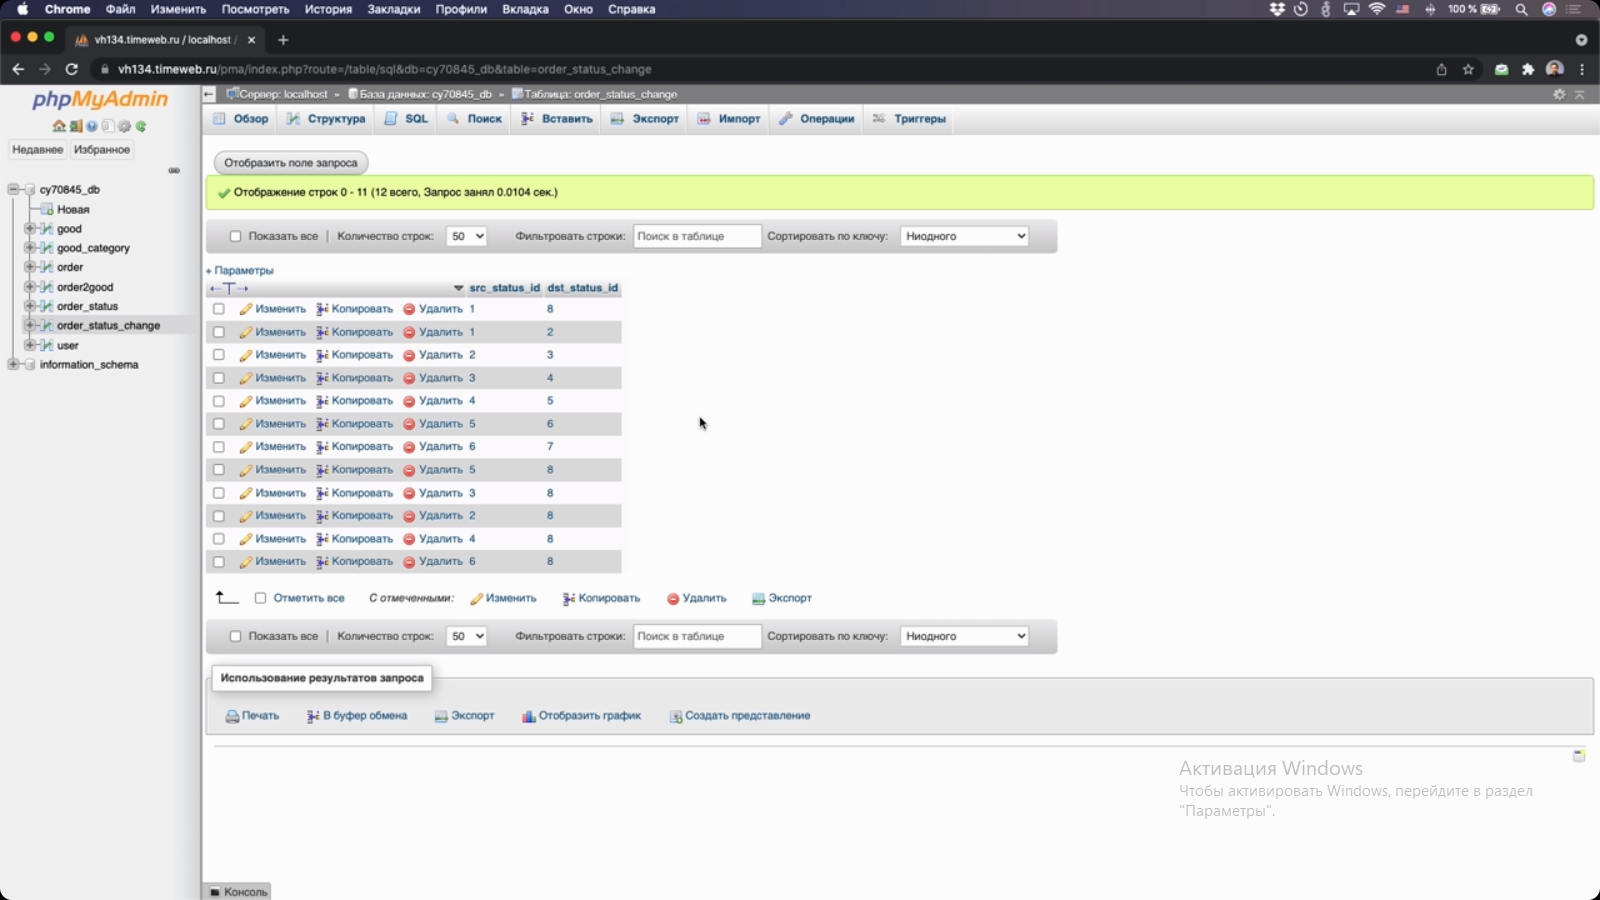 Chrome Файл Изменить Посмотреть История Закладки Профили Вкладка Окно Справка 100 %
vh134.timeweb.ru / localhost /
vh134.timeweb.ru/pma/index.php?route=/table/sql&db=cy70845_db&table=order_status_change
phpMyAdmin
Недавнее Избранное
cy70845_db
Новая
good
good_category
order
order2good
order_status
order_status_change
user
information_schema
Сервер: localhost » База данных: cy70845_db » Таблица: order_status_change
Обзор Структура SQL Поиск Вставить Экспорт Импорт Операции Триггеры
Отобразить поле запроса
Отображение строк 0 - 11 (12 всего, Запрос занял 0.0104 сек.)
Показать все | Количество строк: 50 Фильтровать строки: Поиск в таблице Сортировать по ключу: Ниодного
+ Параметры
←T→ src_status_id dst_status_id
Изменить Копировать Удалить 1 8
Изменить Копировать Удалить 1 2
Изменить Копировать Удалить 2 3
Изменить Копировать Удалить 3 4
Изменить Копировать Удалить 4 5
Изменить Копировать Удалить 5 6
Изменить Копировать Удалить 6 7
Изменить Копировать Удалить 5 8
Изменить Копировать Удалить 3 8
Изменить Копировать Удалить 2 8
Изменить Копировать Удалить 4 8
Изменить Копировать Удалить 6 8
Отметить все С отмеченными: Изменить Копировать Удалить Экспорт
Показать все | Количество строк: 50 Фильтровать строки: Поиск в таблице Сортировать по ключу: Ниодного
Использование результатов запроса
Печать В буфер обмена Экспорт Отобразить график Создать представление
Активация Windows
Чтобы активировать Windows, перейдите в раздел
"Параметры".
Консоль